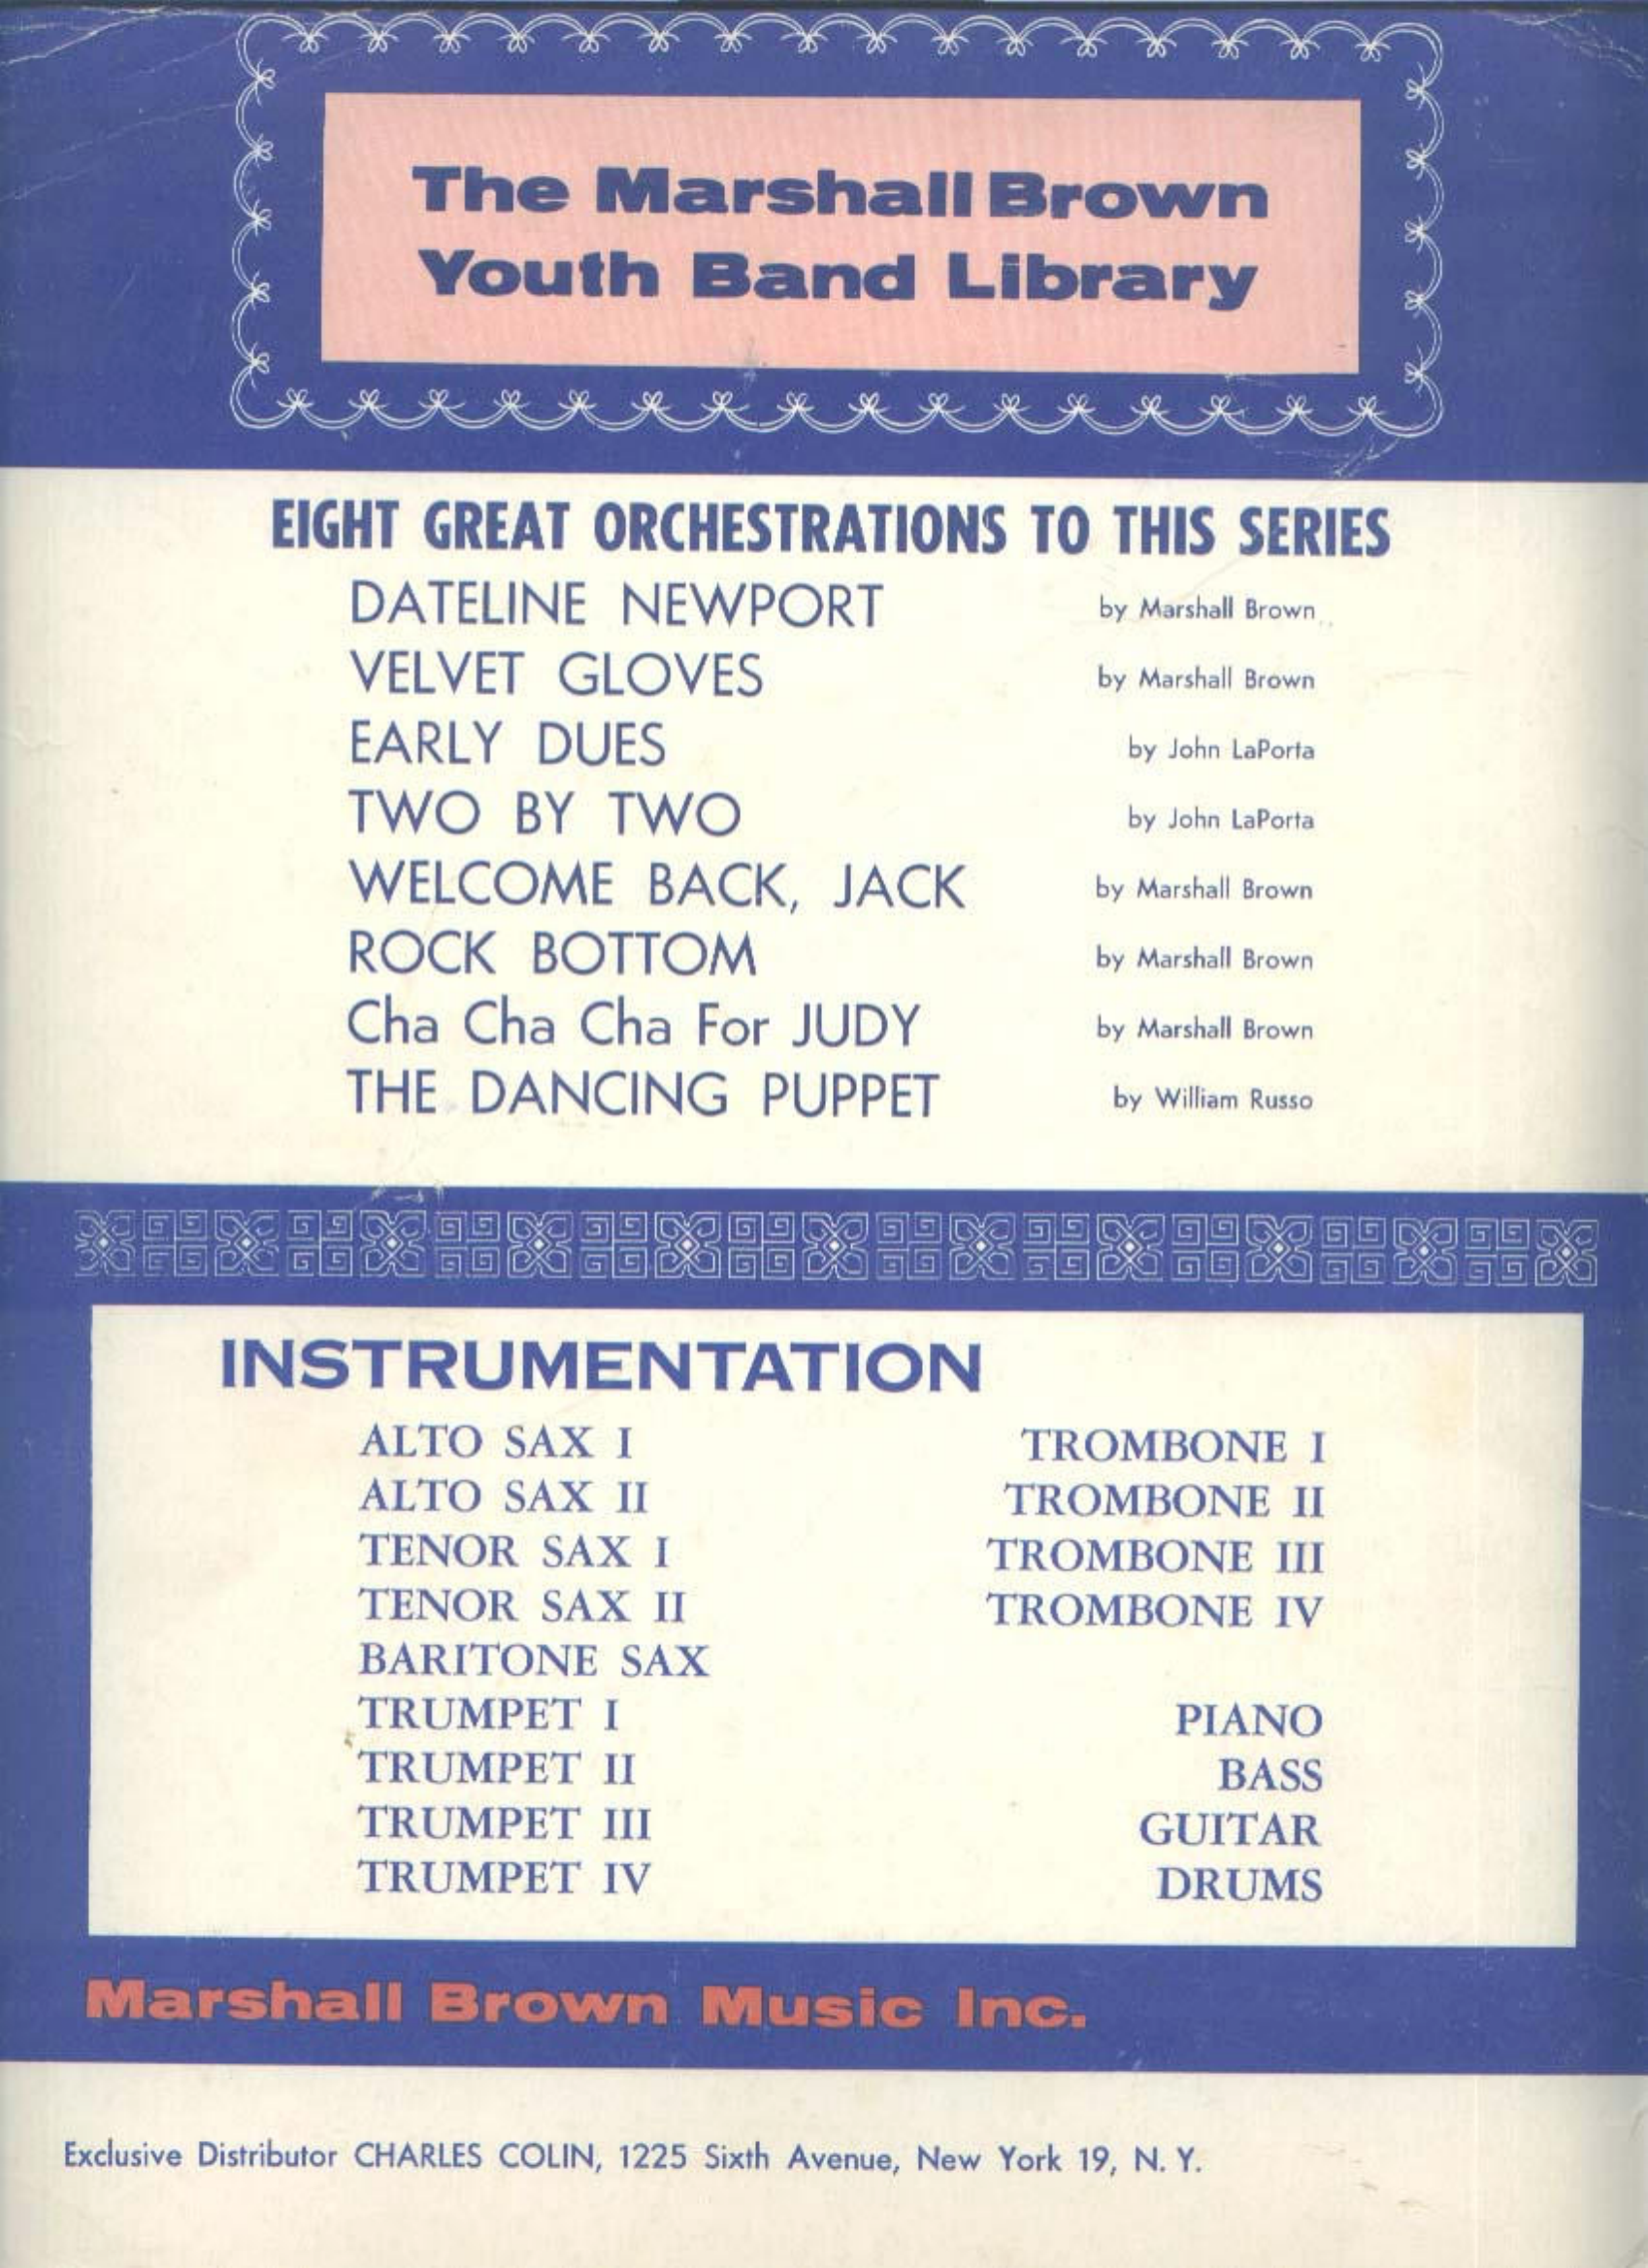 The Marshall Brown
Youth Band Library
EIGHT GREAT ORCHESTRATIONS TO THIS SERIES
DATELINE NEWPORT by Marshall Brown
VELVET GLOVES by Marshall Brown
EARLY DUES by John LaPorta
TWO BY TWO by John LaPorta
WELCOME BACK, JACK by Marshall Brown
ROCK BOTTOM by Marshall Brown
Cha Cha Cha For JUDY by Marshall Brown
THE DANCING PUPPET by William Russo
INSTRUMENTATION
ALTO SAX I
ALTO SAX II
TENOR SAX I
TENOR SAX II
BARITONE SAX
TRUMPET I
TRUMPET II
TRUMPET III
TRUMPET IV
TROMBONE I
TROMBONE II
TROMBONE III
TROMBONE IV
PIANO
BASS
GUITAR
DRUMS
Marshall Brown Music Inc.
Exclusive Distributor CHARLES COLIN, 1225 Sixth Avenue, New York 19, N. Y.